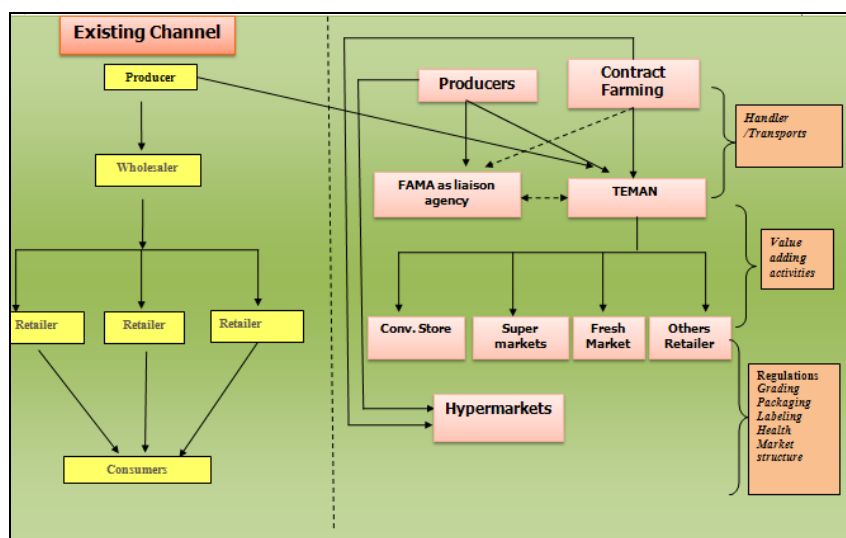 Existing Channel
Producer
Wholesaler
Retailer
Retailer
Retailer
Consumers
Producers
Contract
Farming
FAMA as liaison
agency
TEMAN
Conv. Store
Super
markets
Fresh
Market
Others
Retailer
Hypermarkets
Handler
/Transports
Value
adding
activities
Regulations
Grading
Packaging
Labeling
Health
Market
structure